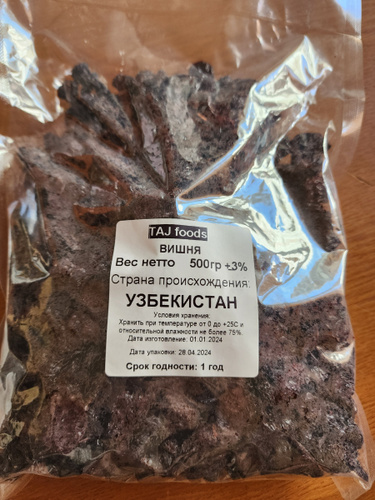 TAJ foods
ВИШНЯ
Вес нетто 500гр ±3%
Страна происхождения:
УЗБЕКИСТАН
Условия хранения:
Хранить при температуре от 0 до +25С и
относительной влажности не более 75%
Дата изготовление: 01.01.2024
Дата упаковки: 28.04.2024
Срок годности: 1 год